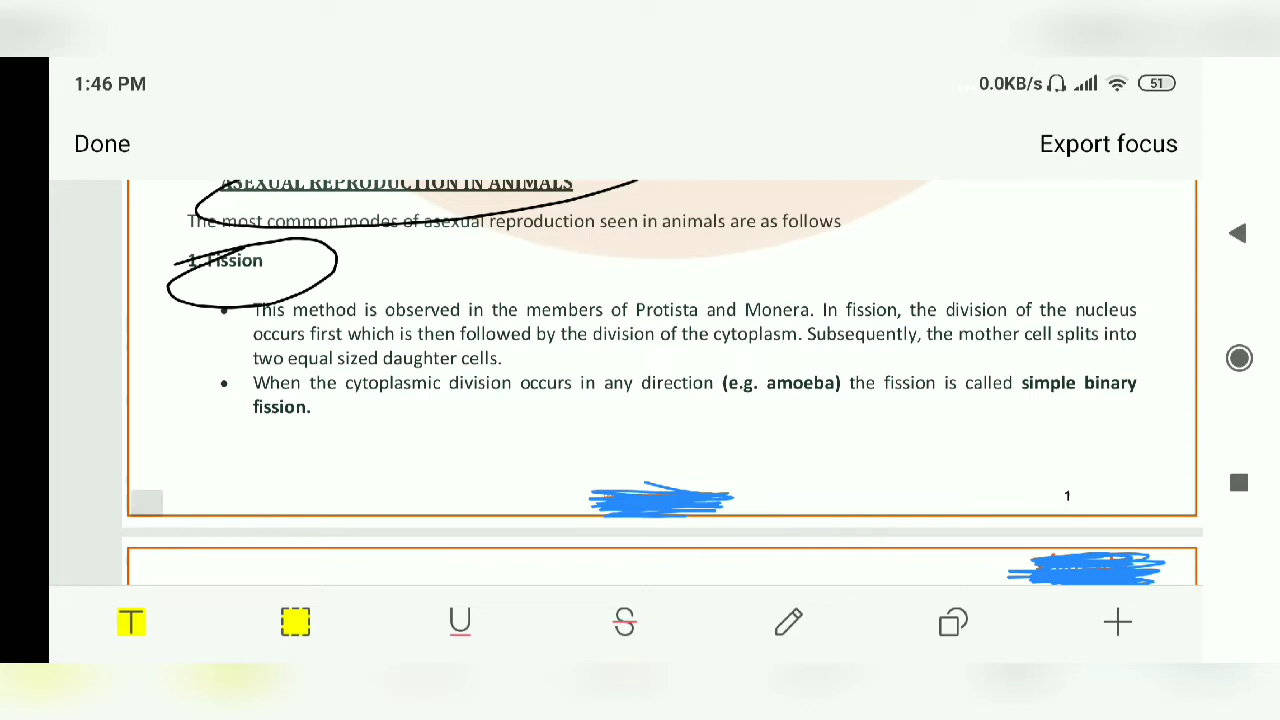 1:46 PM 0.0KB/s 51
Done Export focus
ASEXUAL REPRODUCTION IN ANIMALS
The most common modes of asexual reproduction seen in animals are as follows
1. Fission
• This method is observed in the members of Protista and Monera. In fission, the division of the nucleus
occurs first which is then followed by the division of the cytoplasm. Subsequently, the mother cell splits into
two equal sized daughter cells.
• When the cytoplasmic division occurs in any direction (e.g. amoeba) the fission is called simple binary
fission.
1
T U S